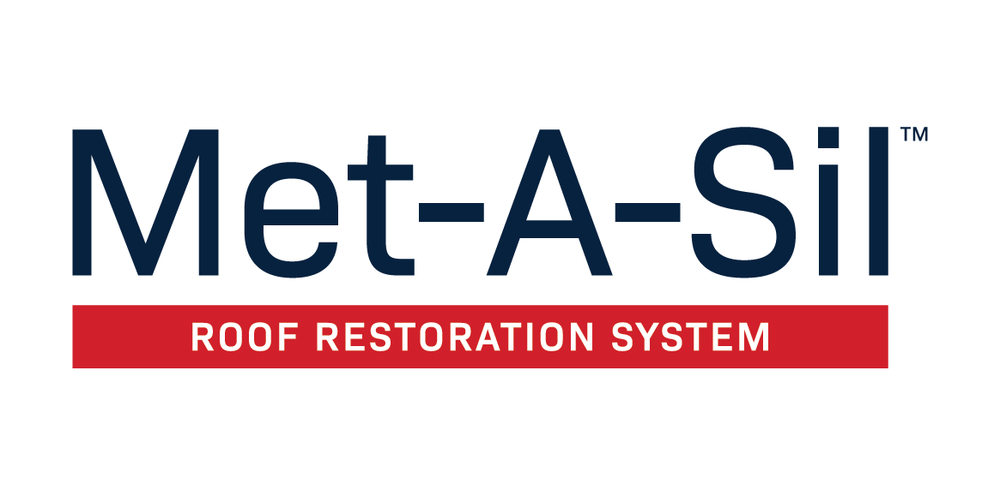 Met-A-Sil™
ROOF RESTORATION SYSTEM